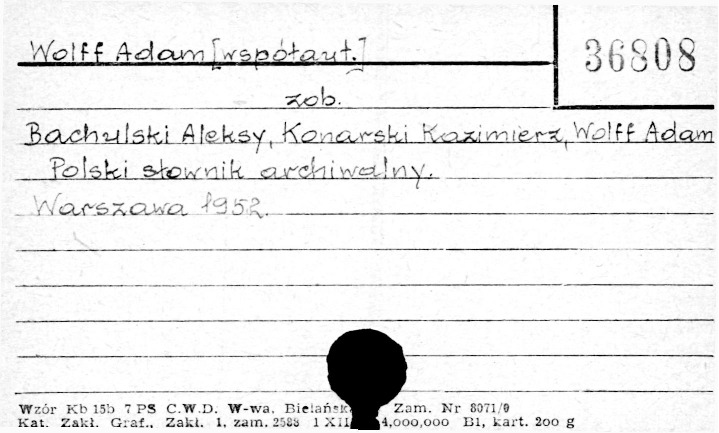 Wolff Adam [współaut.]
36808
zob.
Bachulski Aleksy, Konarski Kazimierz, Wolff Adam
Polski słownik archiwalny.
Warszawa 1952.
Wzór Kb 15b 7 PS C.W.D. W-wa, Zam. Nr 8071/9
Kat. Zakł. Graf., Zakł. 1, zam. 2588 1 XII 4,000,000 B1, kart. 200 g